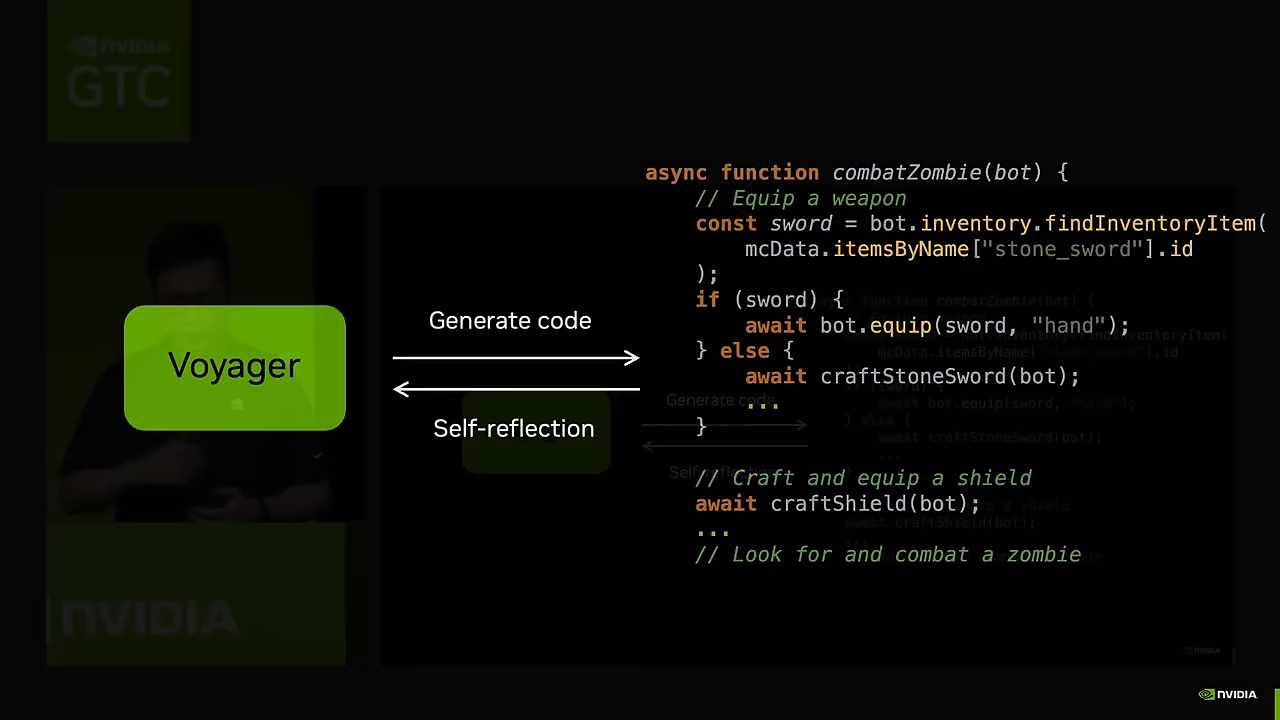 NVIDIA
GTC
async function combatZombie(bot) {
// Equip a weapon
const sword = bot.inventory.findInventoryItem(
mcData.itemsByName["stone_sword"].id
);
if (sword) {
await bot.equip(sword, "hand");
} else {
await craftStoneSword(bot);
...
}
// Craft and equip a shield
await craftShield(bot);
...
// Look for and combat a zombie
Voyager
Generate code
Self-reflection
NVIDIA
NVIDIA